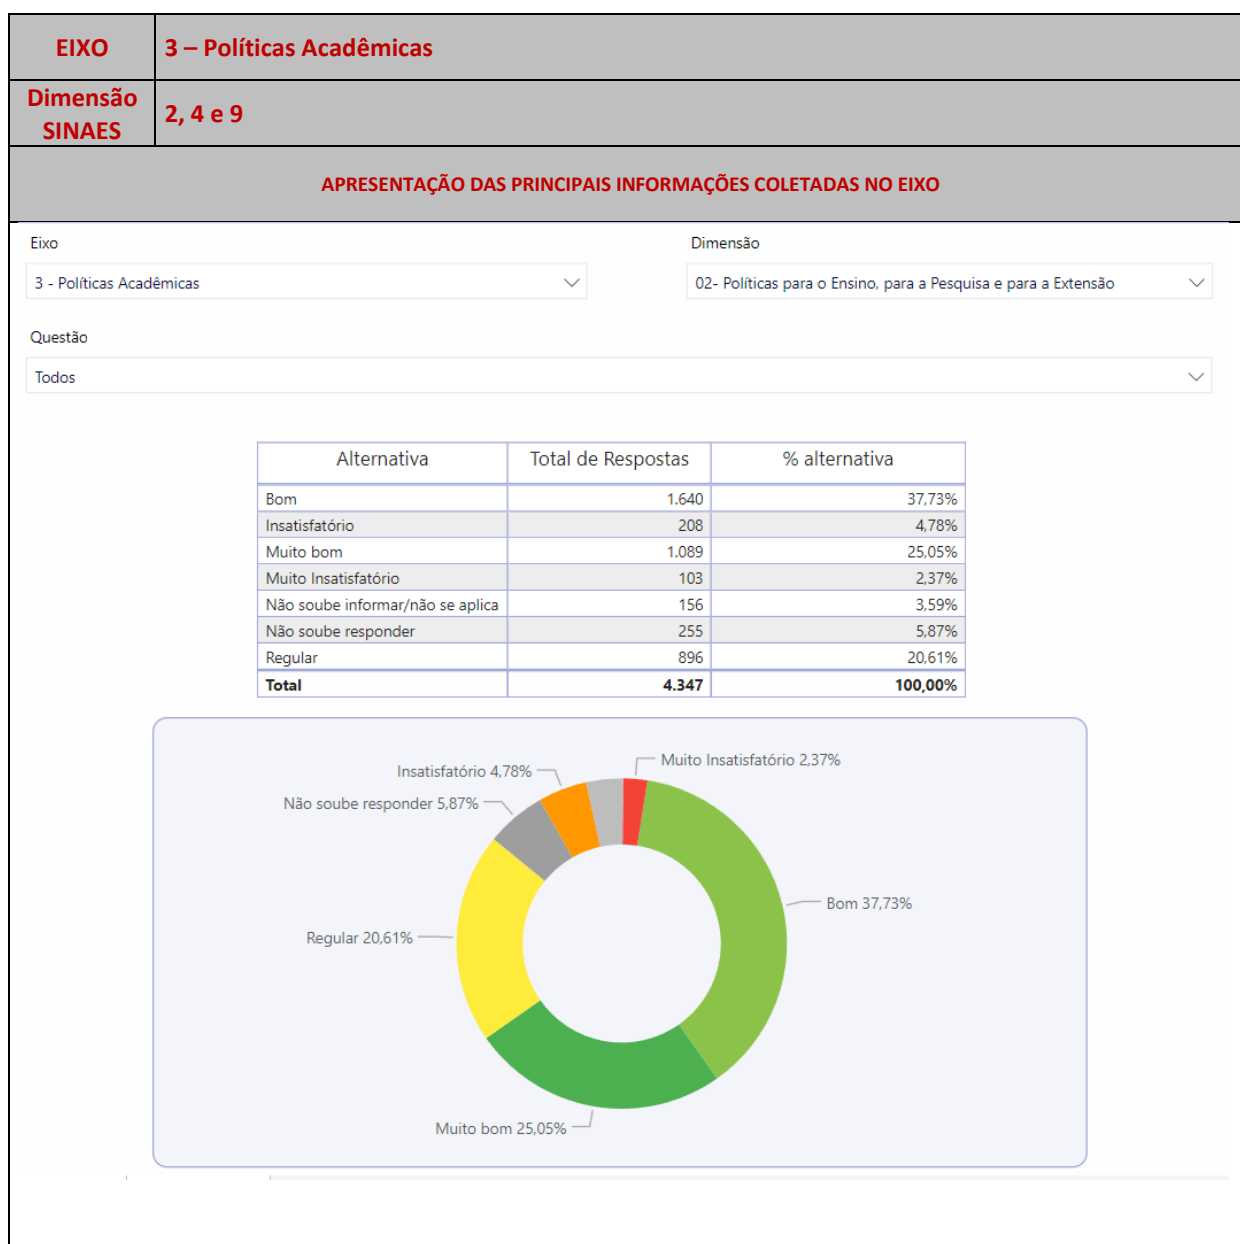 EIXO 3 – Políticas Acadêmicas
Dimensão SINAES 2, 4 e 9
APRESENTAÇÃO DAS PRINCIPAIS INFORMAÇÕES COLETADAS NO EIXO
Eixo Dimensão
3 - Políticas Acadêmicas 02- Políticas para o Ensino, para a Pesquisa e para a Extensão
Questão
Todos
Alternativa Total de Respostas % alternativa
Bom 1.640 37,73%
Insatisfatório 208 4,78%
Muito bom 1.089 25,05%
Muito Insatisfatório 103 2,37%
Não soube informar/não se aplica 156 3,59%
Não soube responder 255 5,87%
Regular 896 20,61%
Total 4.347 100,00%
Muito Insatisfatório 2,37%
Insatisfatório 4,78%
Não soube responder 5,87%
Bom 37,73%
Regular 20,61%
Muito bom 25,05%